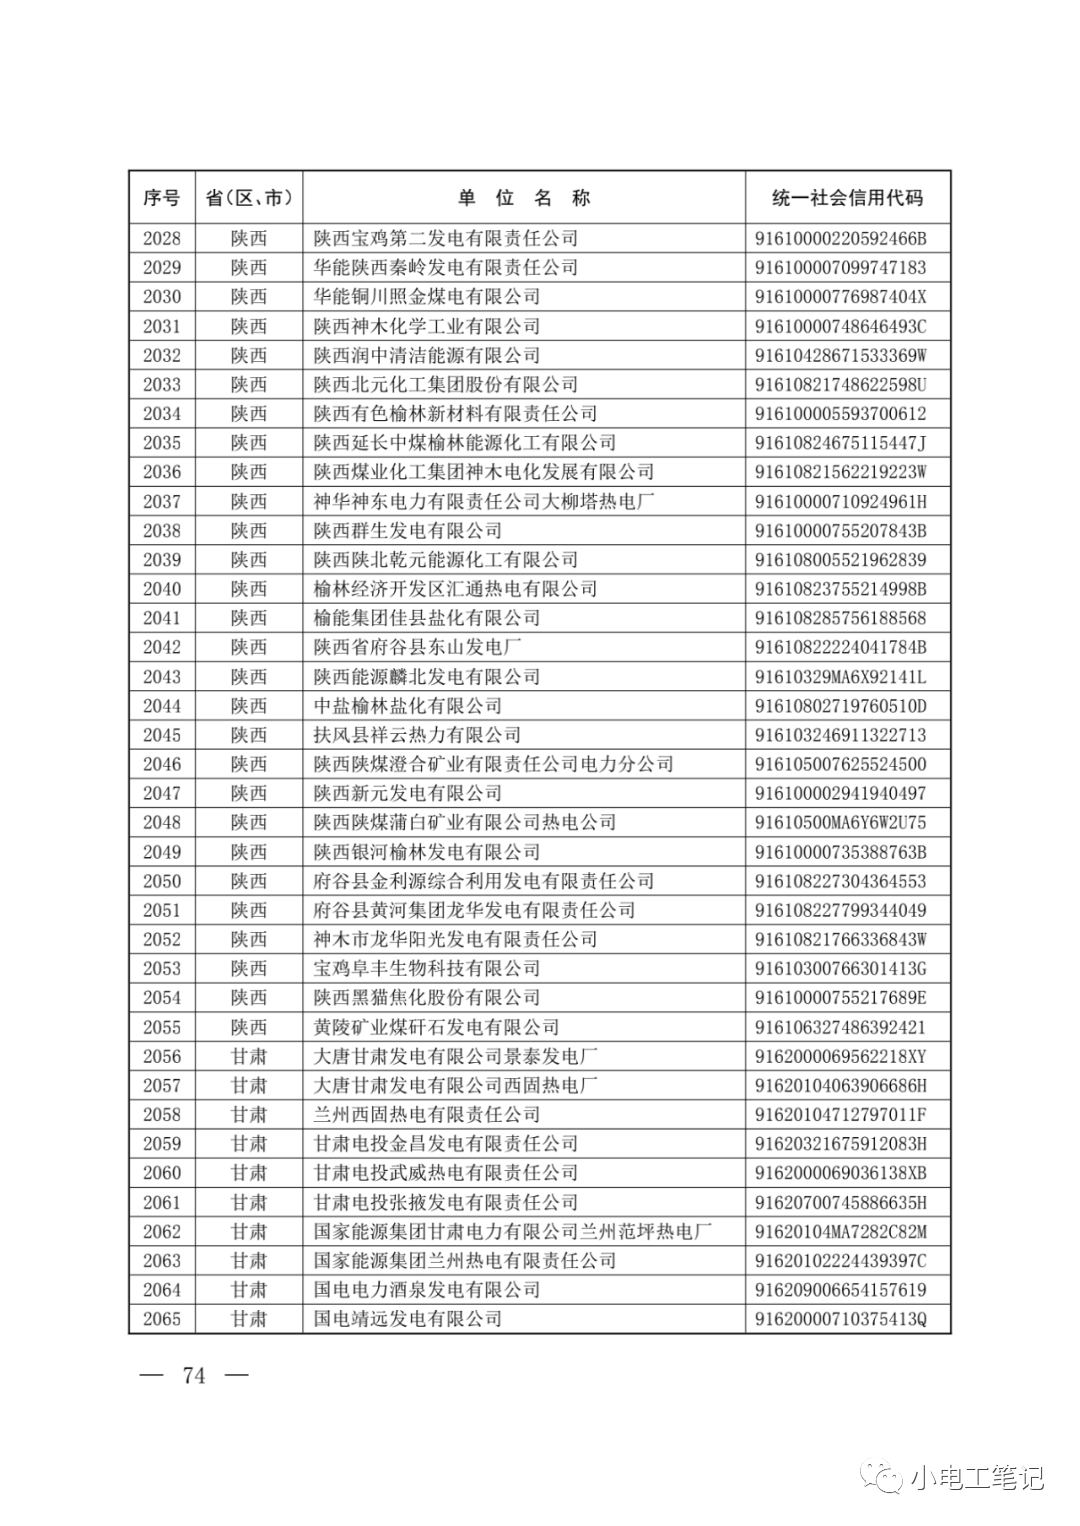 序号 省(区、市) 单位名称 统一社会信用代码
2028 陕西 陕西宝鸡第二发电有限责任公司 91610000220592466B
2029 陕西 华能陕西秦岭发电有限责任公司 916100007099747183
2030 陕西 华能铜川照金煤电有限公司 91610000776987404X
2031 陕西 陕西神木化学工业有限公司 91610000748646493C
2032 陕西 陕西润中清洁能源有限公司 91610428671533369W
2033 陕西 陕西北元化工集团股份有限公司 91610821748622598U
2034 陕西 陕西有色榆林新材料有限责任公司 916100005593700612
2035 陕西 陕西延长中煤榆林能源化工有限公司 91610824675115447J
2036 陕西 陕西煤业化工集团神木电化发展有限公司 91610821562219223W
2037 陕西 神华神东电力有限责任公司大柳塔热电厂 91610000710924961H
2038 陕西 陕西群生发电有限公司 91610000755207843B
2039 陕西 陕西陕北乾元能源化工有限公司 916108005521962839
2040 陕西 榆林经济开发区汇通热电有限公司 91610823755214998B
2041 陕西 榆能集团佳县盐化有限公司 916108285756188568
2042 陕西 陕西省府谷县东山发电厂 91610822224041784B
2043 陕西 陕西能源麟北发电有限公司 91610329MA6X92141L
2044 陕西 中盐榆林盐化有限公司 91610802719760510D
2045 陕西 扶风县祥云热力有限公司 916103246911322713
2046 陕西 陕西陕煤澄合矿业有限责任公司电力分公司 916105007625524500
2047 陕西 陕西新元发电有限公司 916100002941940497
2048 陕西 陕西陕煤蒲白矿业有限公司热电公司 91610500MA6Y6W2U75
2049 陕西 陕西银河榆林发电有限公司 91610000735388763B
2050 陕西 府谷县金利源综合利用发电有限责任公司 916108227304364553
2051 陕西 府谷县黄河集团龙华发电有限责任公司 916108227799344049
2052 陕西 神木市龙华阳光发电有限责任公司 91610821766336843W
2053 陕西 宝鸡阜丰生物科技有限公司 91610300766301413G
2054 陕西 陕西黑猫焦化股份有限公司 91610000755217689E
2055 陕西 黄陵矿业煤矸石发电有限公司 916106327486392421
2056 甘肃 大唐甘肃发电有限公司景泰发电厂 9162000069562218XY
2057 甘肃 大唐甘肃发电有限公司西固热电厂 91620104063906686H
2058 甘肃 兰州西固热电有限责任公司 91620104712797011F
2059 甘肃 甘肃电投金昌发电有限责任公司 91620321675912083H
2060 甘肃 甘肃电投武威热电有限责任公司 9162000069036138XB
2061 甘肃 甘肃电投张掖发电有限责任公司 91620700745886635H
2062 甘肃 国家能源集团甘肃电力有限公司兰州范坪热电厂 91620104MA7282C82M
2063 甘肃 国家能源集团兰州热电有限责任公司 91620102224439397C
2064 甘肃 国电电力酒泉发电有限公司 916209006654157619
2065 甘肃 国电靖远发电有限公司 91620000710375413Q
— 74 —
小电工笔记